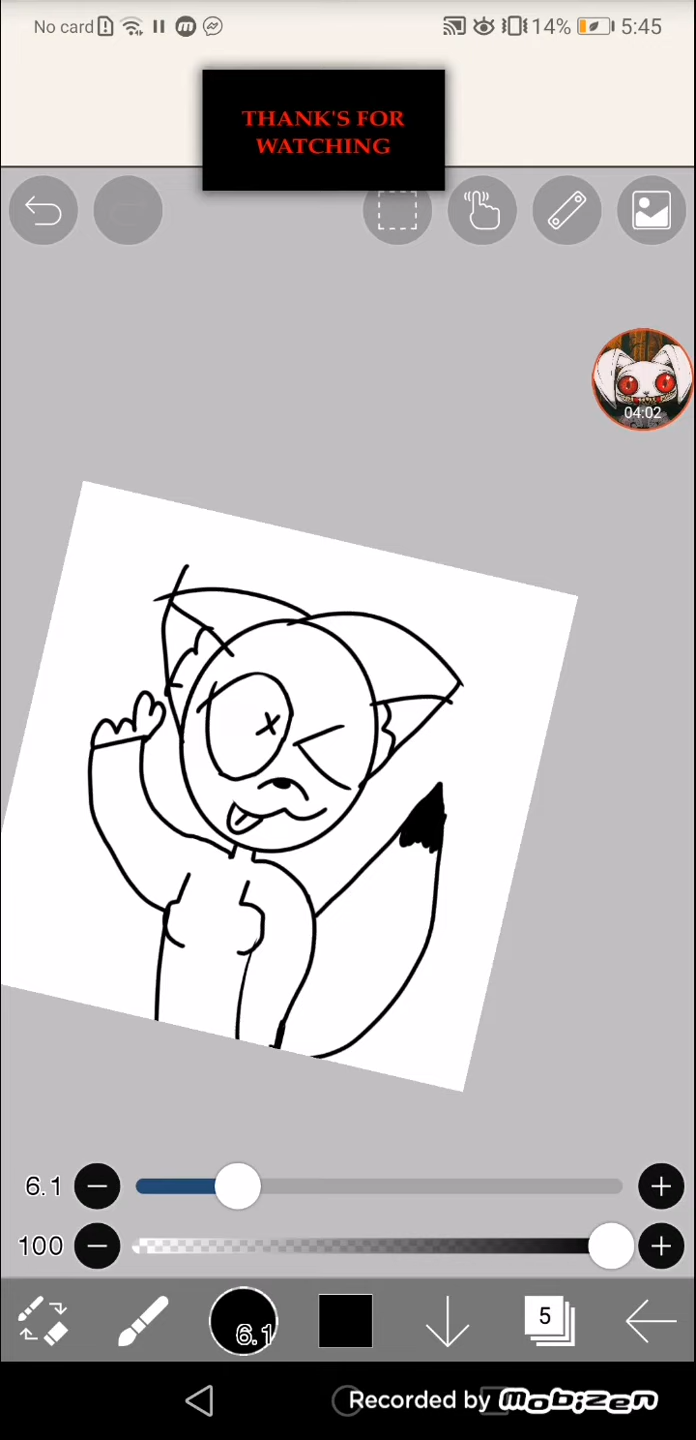 No card 14% 5:45
THANK'S FOR
WATCHING
04:02
6.1
100
6.1
5
Recorded by mobizen